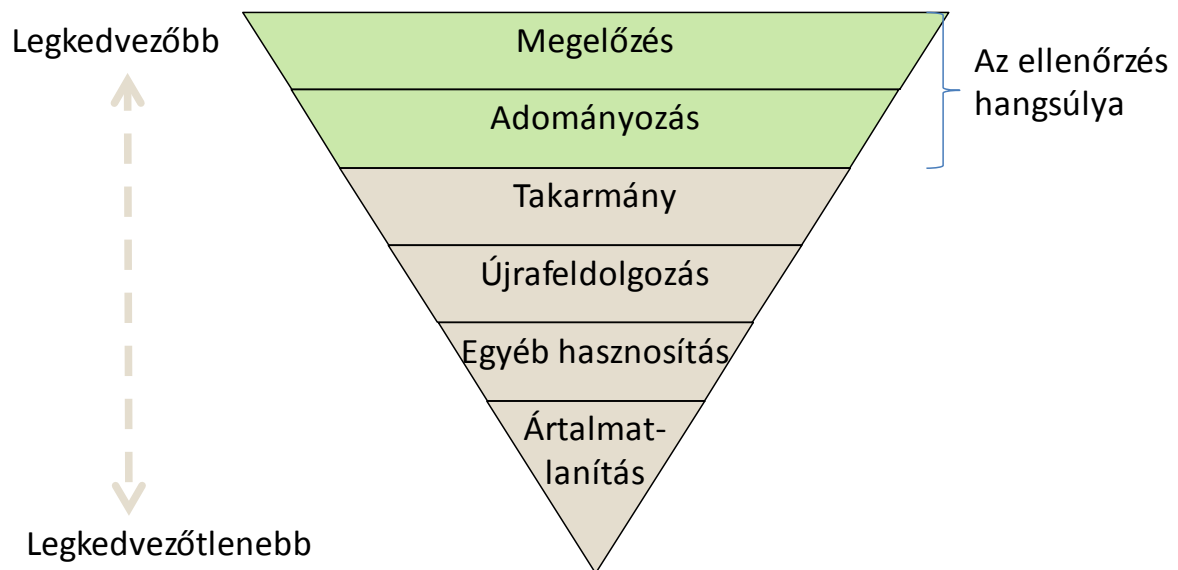 Legkedvezőbb
Megelőzés
Az ellenőrzés
hangsúlya
Adományozás
Takarmány
Újrafeldolgozás
Egyéb hasznosítás
Ártalmat-
lanítás
Legkedvezőtlenebb